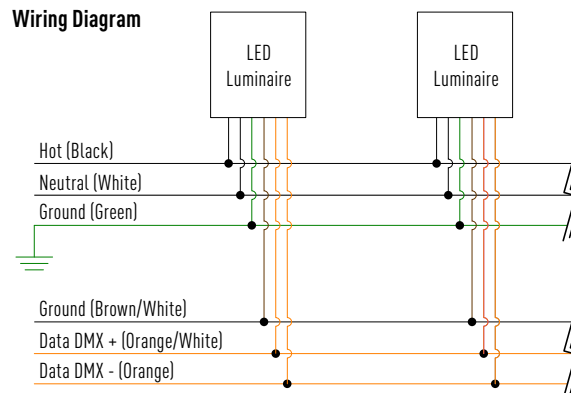 Wiring Diagram
LED
Luminaire
LED
Luminaire
Hot (Black)
Neutral (White)
Ground (Green)
Ground (Brown/White)
Data DMX + (Orange/White)
Data DMX - (Orange)